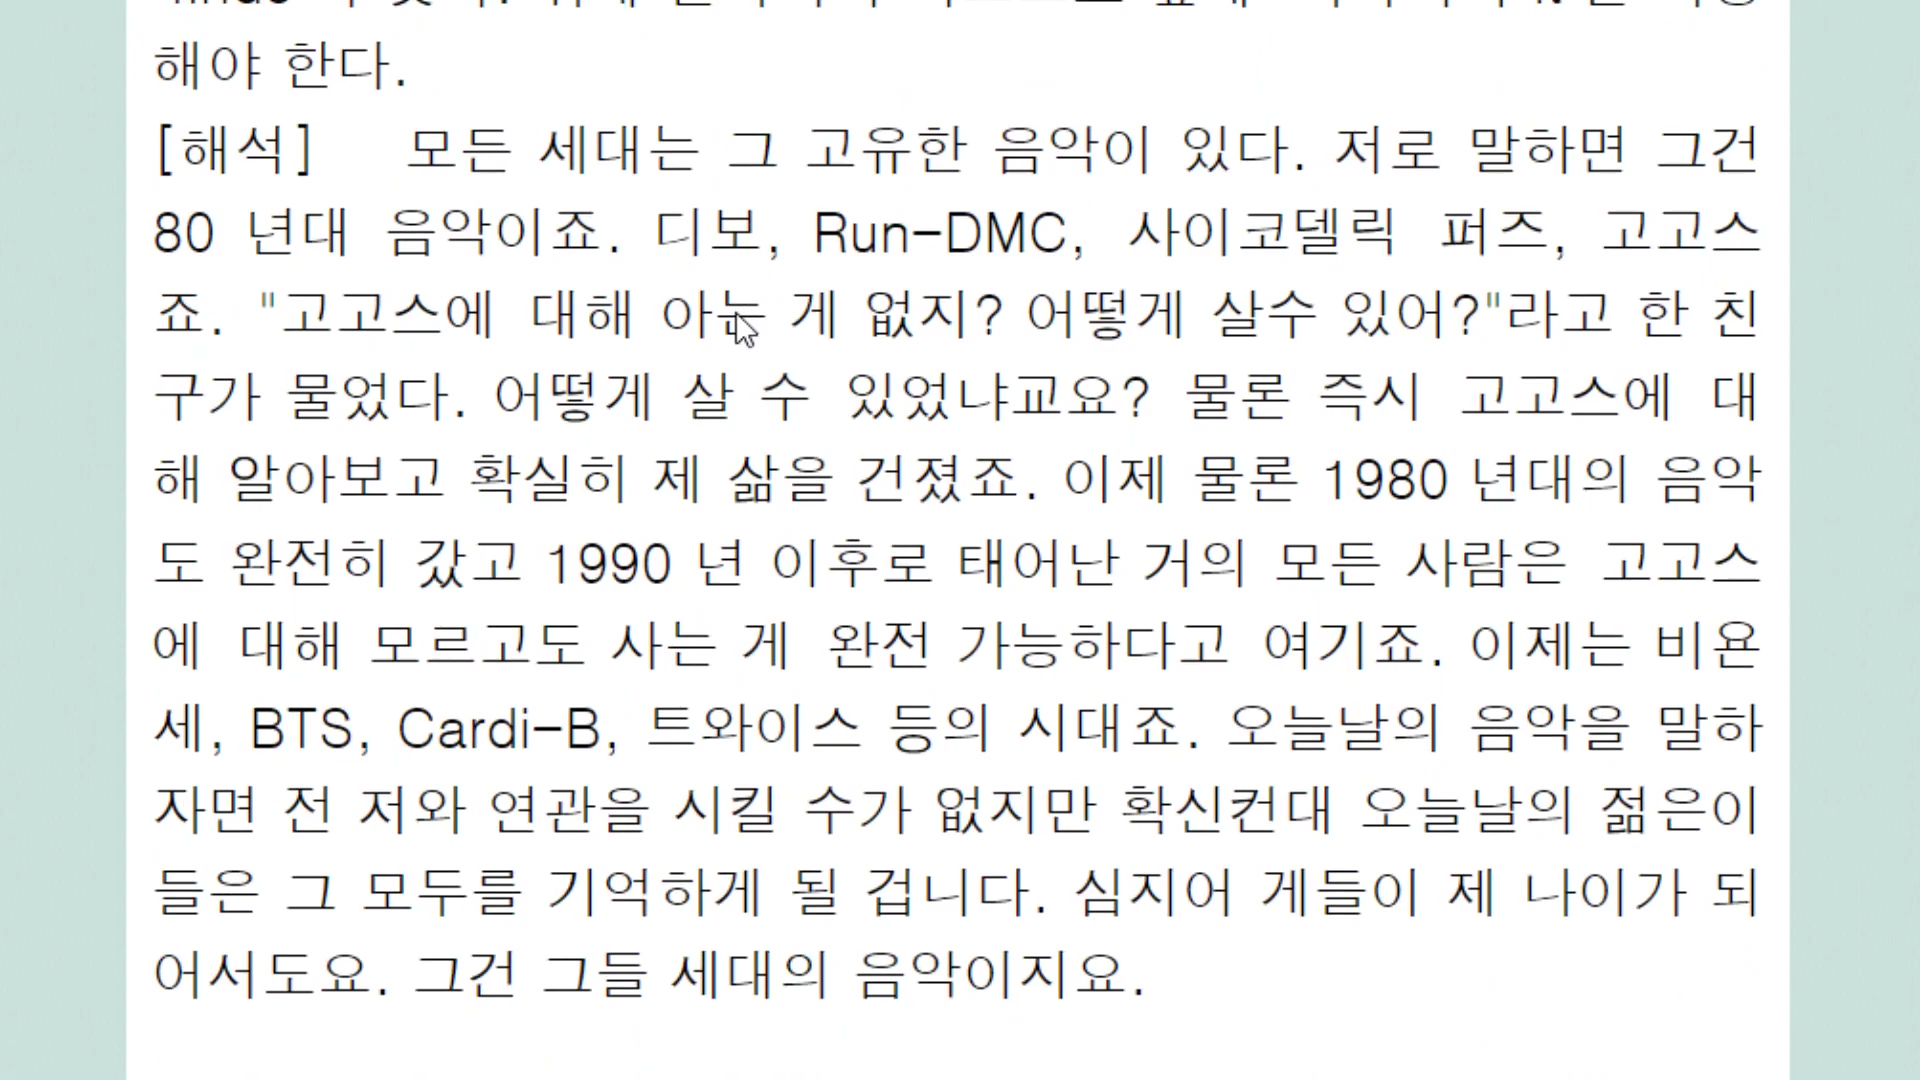 해야 한다.
[해석] 모든 세대는 그 고유한 음악이 있다. 저로 말하면 그건
80 년대 음악이죠. 디보, Run-DMC, 사이코델릭 퍼즈, 고고스
죠. "고고스에 대해 아는 게 없지? 어떻게 살수 있어?"라고 한 친
구가 물었다. 어떻게 살 수 있었냐교요? 물론 즉시 고고스에 대
해 알아보고 확실히 제 삶을 건졌죠. 이제 물론 1980 년대의 음악
도 완전히 갔고 1990 년 이후로 태어난 거의 모든 사람은 고고스
에 대해 모르고도 사는 게 완전 가능하다고 여기죠. 이제는 비욘
세, BTS, Cardi-B, 트와이스 등의 시대죠. 오늘날의 음악을 말하
자면 전 저와 연관을 시킬 수가 없지만 확신컨대 오늘날의 젊은이
들은 그 모두를 기억하게 될 겁니다. 심지어 게들이 제 나이가 되
어서도요. 그건 그들 세대의 음악이지요.